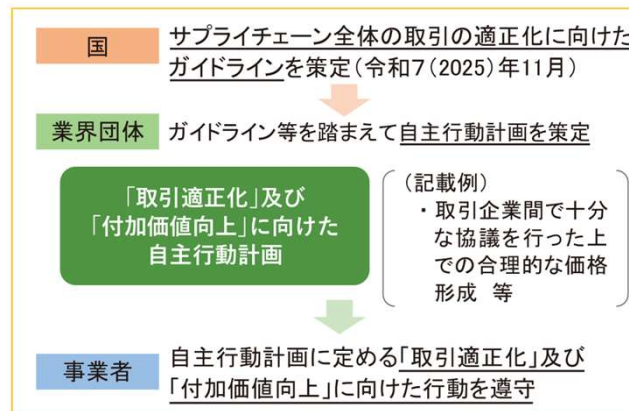 国
サプライチェーン全体の取引の適正化に向けた
ガイドラインを策定(令和7(2025)年11月)
業界団体
ガイドライン等を踏まえて自主行動計画を策定
「取引適正化」及び
「付加価値向上」に向けた
自主行動計画
(記載例)
・取引企業間で十分
な協議を行った上
での合理的な価格
形成 等
事業者
自主行動計画に定める「取引適正化」及び
「付加価値向上」に向けた行動を遵守